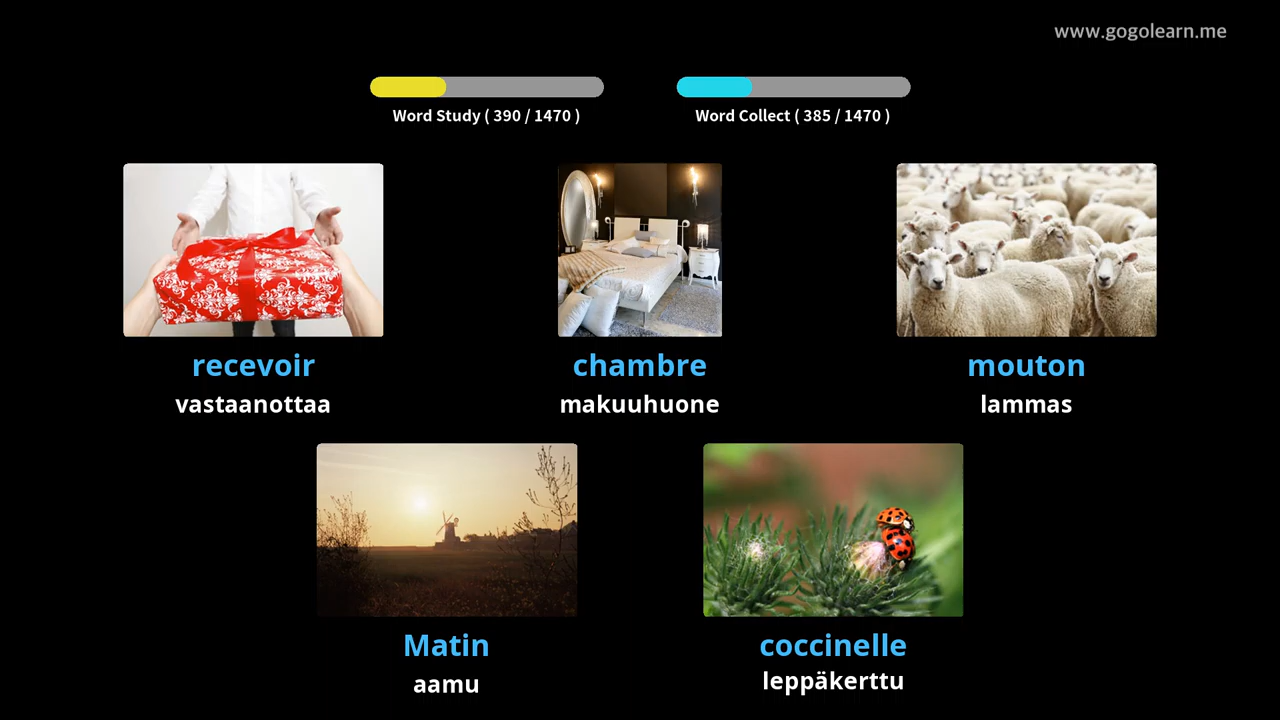 www.gogolearn.me
Word Study ( 390 / 1470 )
Word Collect ( 385 / 1470 )
recevoir
vastaanottaa
chambre
makuuhuone
mouton
lammas
Matin
aamu
coccinelle
leppäkerttu